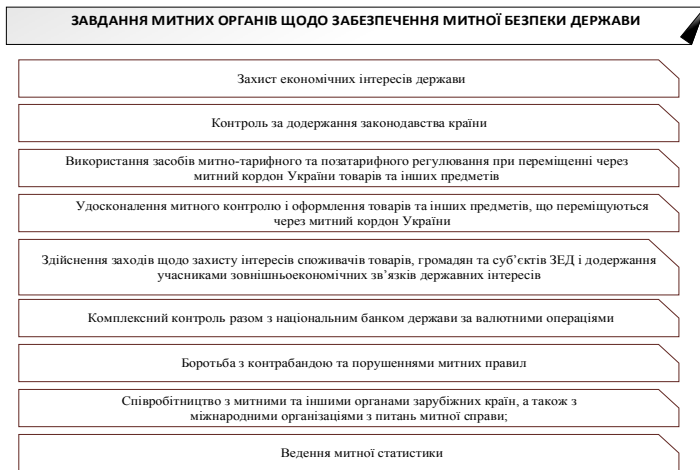 ЗАВДАННЯ МИТНИХ ОРГАНІВ ЩОДО ЗАБЕЗПЕЧЕННЯ МИТНОЇ БЕЗПЕКИ ДЕРЖАВИ
Захист економічних інтересів держави
Контроль за додержання законодавства країни
Використання засобів митно-тарифного та позатарифного регулювання при переміщенні через
митний кордон України товарів та інших предметів
Удосконалення митного контролю і оформлення товарів та інших предметів, що переміщуються
через митний кордон України
Здійснення заходів щодо захисту інтересів споживачів товарів, громадян та суб’єктів ЗЕД і додержання
учасниками зовнішньоекономічних зв’язків державних інтересів
Комплексний контроль разом з національним банком держави за валютними операціями
Боротьба з контрабандою та порушеннями митних правил
Співробітництво з митними та іншими органами зарубіжних країн, а також з
міжнародними організаціями з питань митної справи;
Ведення митної статистики